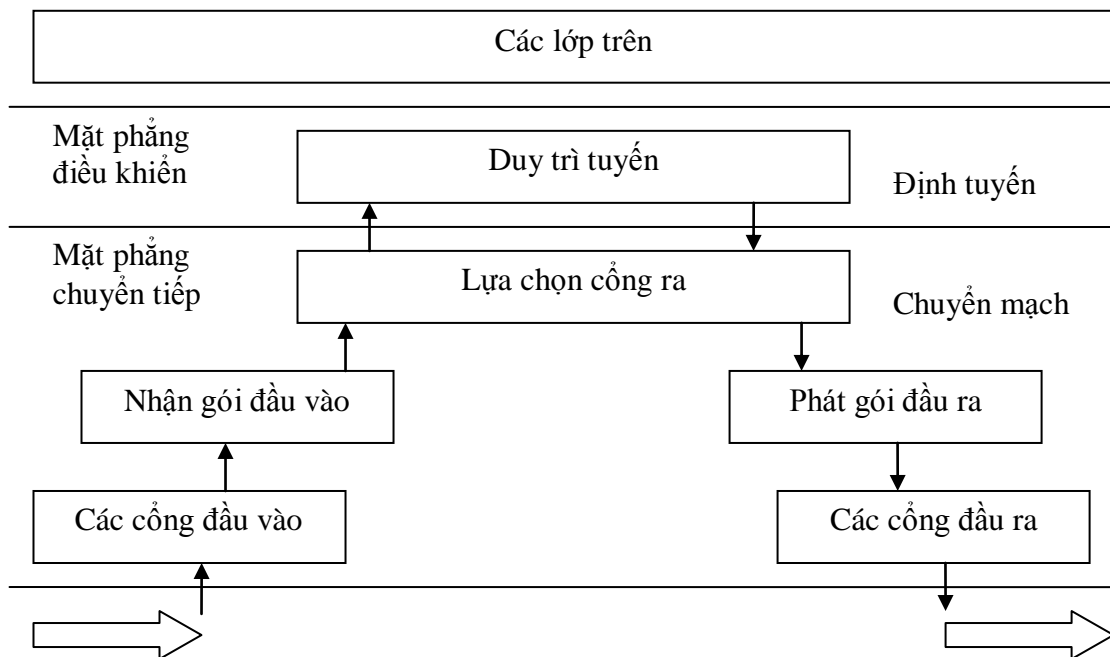 Các lớp trên
Mặt phẳng
điều khiển
Duy trì tuyến
Định tuyến
Mặt phẳng
chuyển tiếp
Lựa chọn cổng ra
Chuyển mạch
Nhận gói đầu vào
Phát gói đầu ra
Các cổng đầu vào
Các cổng đầu ra